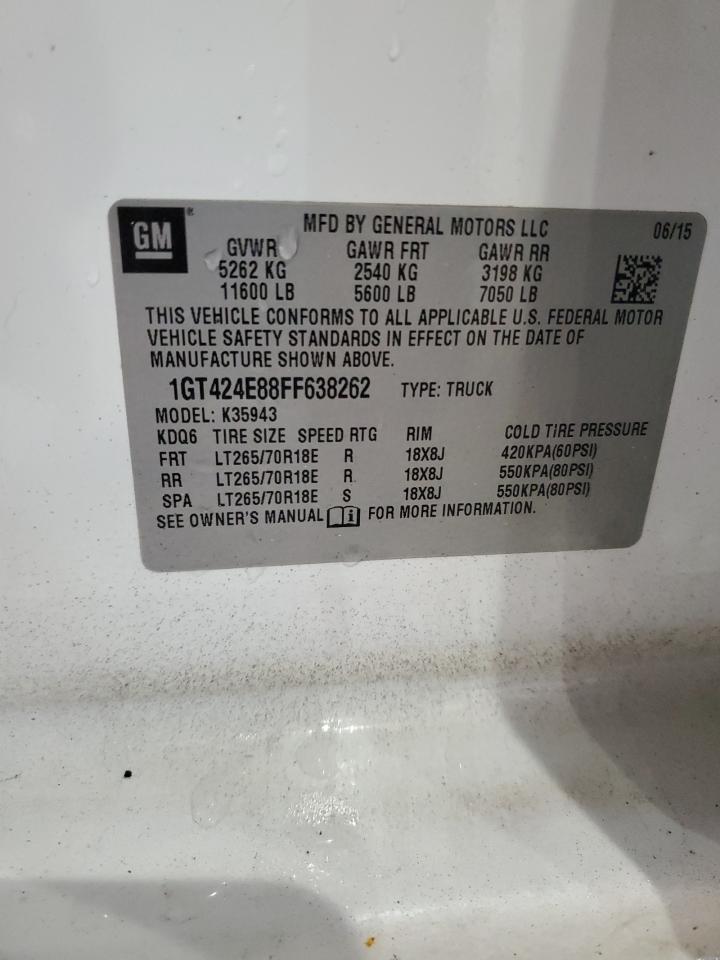 GM ®
MFD BY GENERAL MOTORS LLC 06/15
GVWR GAWR FRT GAWR RR
5262 KG 2540 KG 3198 KG
11600 LB 5600 LB 7050 LB
THIS VEHICLE CONFORMS TO ALL APPLICABLE U.S. FEDERAL MOTOR
VEHICLE SAFETY STANDARDS IN EFFECT ON THE DATE OF
MANUFACTURE SHOWN ABOVE.
1GT424E88FF638262 TYPE: TRUCK
MODEL: K35943
KDQ6 TIRE SIZE SPEED RTG RIM COLD TIRE PRESSURE
FRT LT265/70R18E R 18X8J 420KPA(60PSI)
RR LT265/70R18E R 18X8J 550KPA(80PSI)
SPA LT265/70R18E S 18X8J 550KPA(80PSI)
SEE OWNER'S MANUAL FOR MORE INFORMATION.